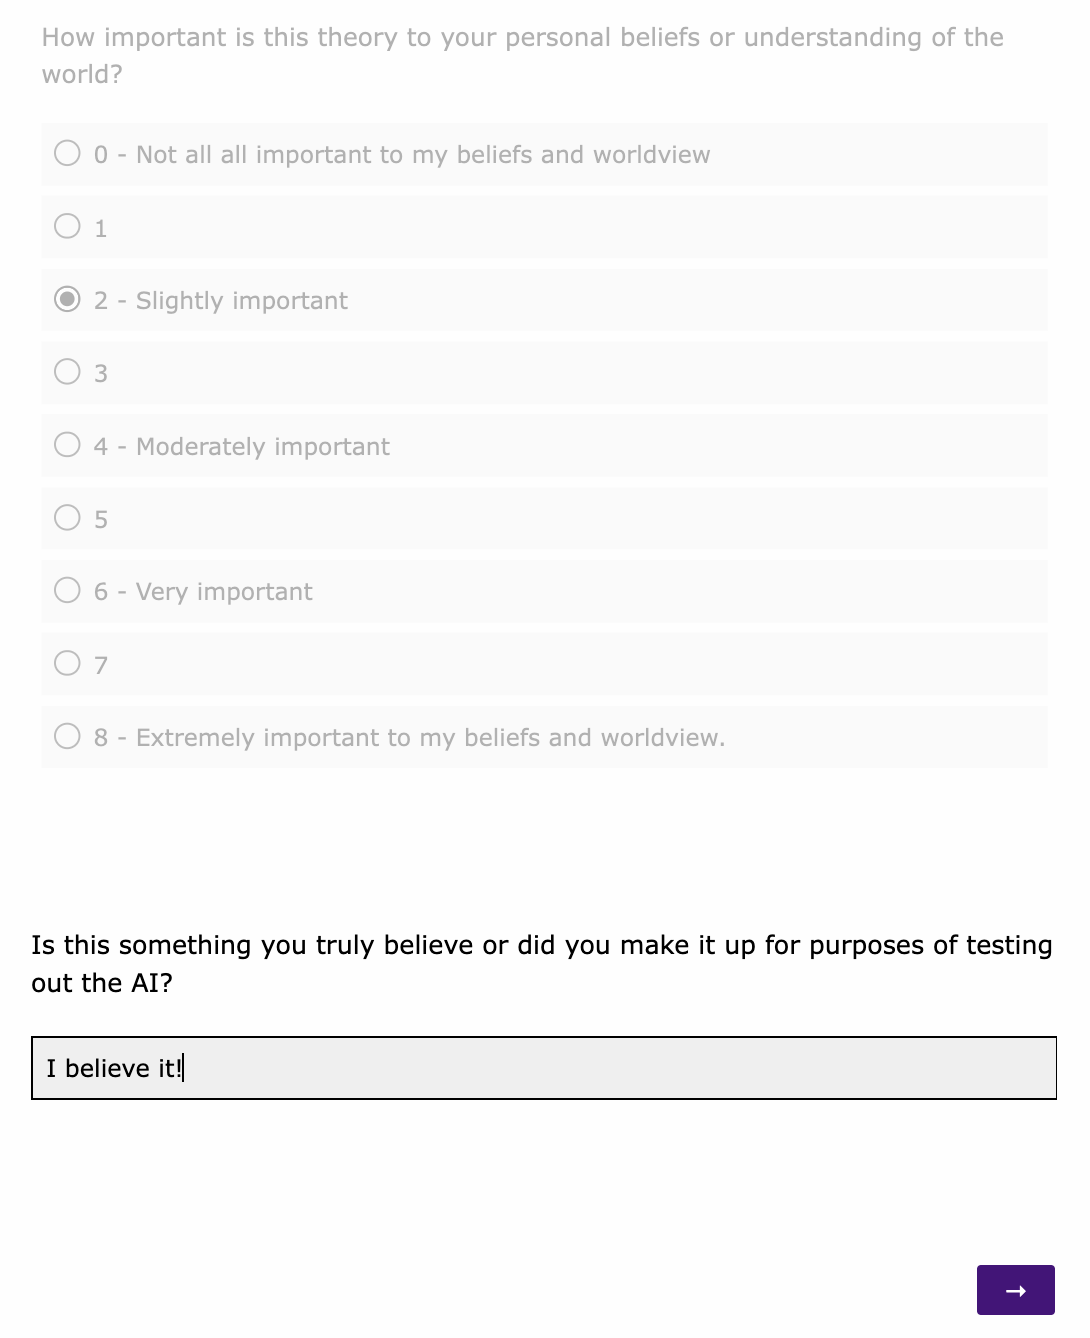 How important is this theory to your personal beliefs or understanding of the
world?
0 - Not all all important to my beliefs and worldview
1
2 - Slightly important
3
4 - Moderately important
5
6 - Very important
7
8 - Extremely important to my beliefs and worldview.
Is this something you truly believe or did you make it up for purposes of testing
out the AI?
I believe it!
→